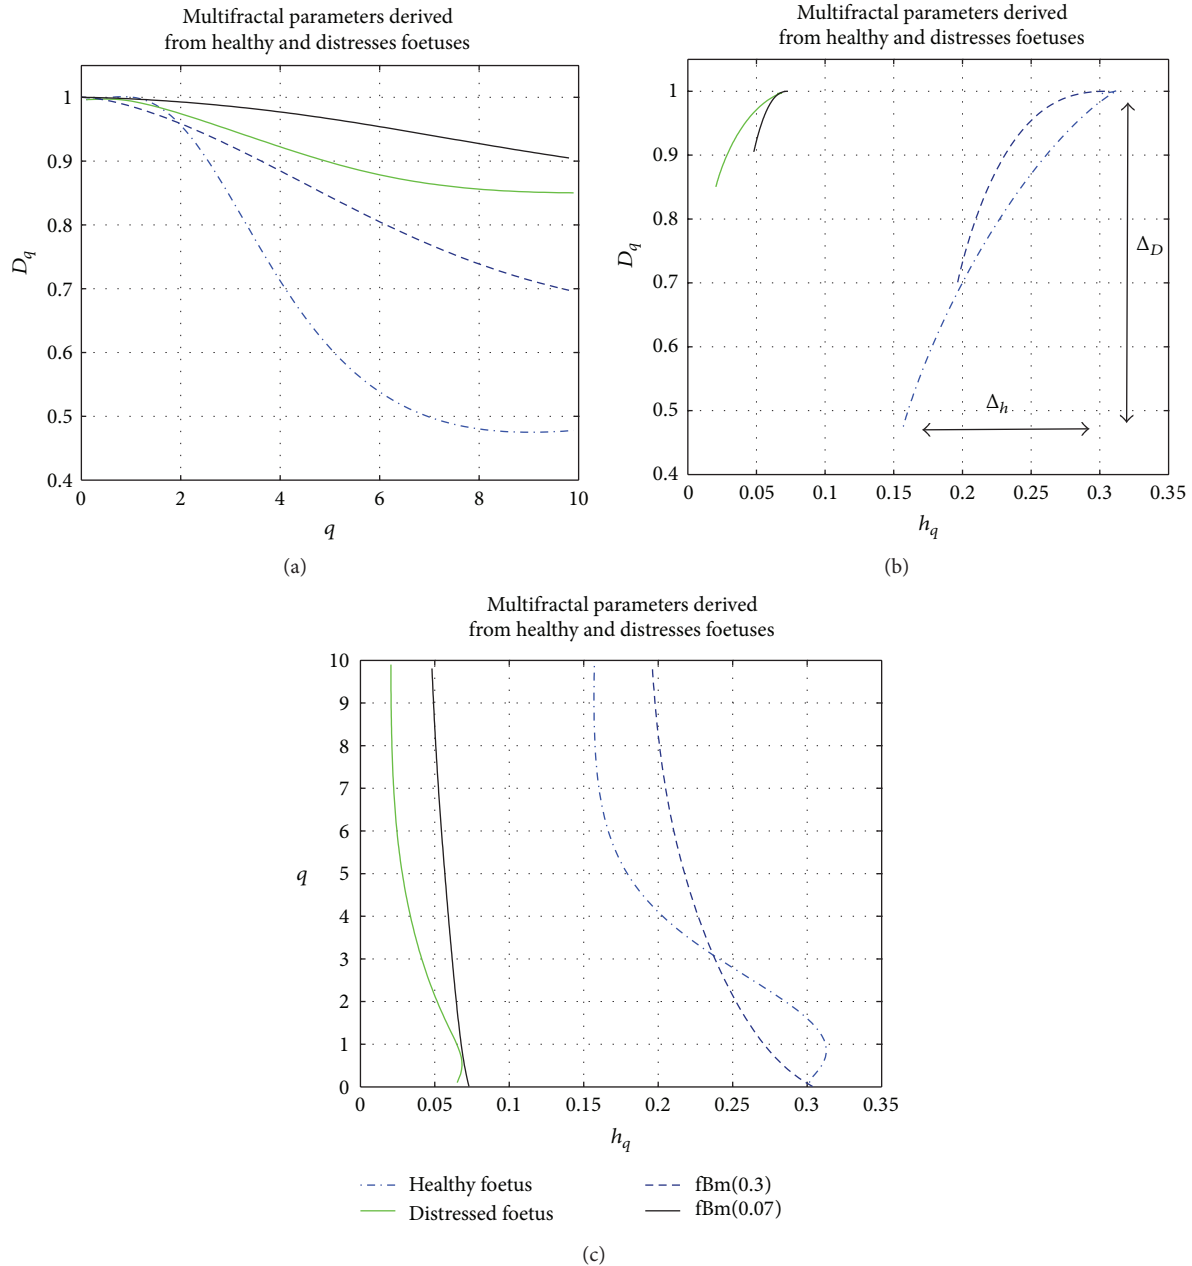 Multifractal parameters derived
from healthy and distresses foetuses
1
0.9
0.8
0.7
0.6
0.5
0.4
D_q
0 2 4 6 8 10
q
(a)
Multifractal parameters derived
from healthy and distresses foetuses
1
0.9
0.8
0.7
0.6
0.5
0.4
D_q
Δ_D
Δ_h
0 0.05 0.1 0.15 0.2 0.25 0.3 0.35
h_q
(b)
Multifractal parameters derived
from healthy and distresses foetuses
10
9
8
7
6
5
4
3
2
1
0
q
0 0.05 0.1 0.15 0.2 0.25 0.3 0.35
h_q
Healthy foetus
Distressed foetus
fBm(0.3)
fBm(0.07)
(c)